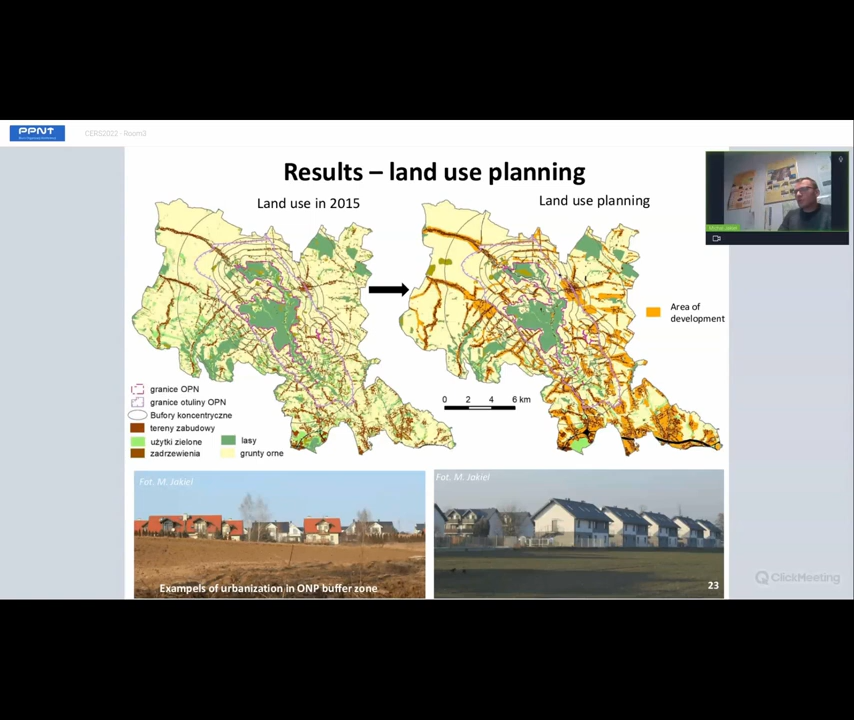 PPNT
CERS2022 - Room3
Results – land use planning
Land use in 2015
Land use planning
Area of
development
0 2 4 6 km
granice OPN
granice otuliny OPN
Bufory koncentryczne
tereny zabudowy
użytki zielone
zadrzewienia
lasy
grunty orne
Fot. M. Jakiel
Fot. M. Jakiel
Exampels of urbanization in ONP buffer zone
23
ClickMeeting